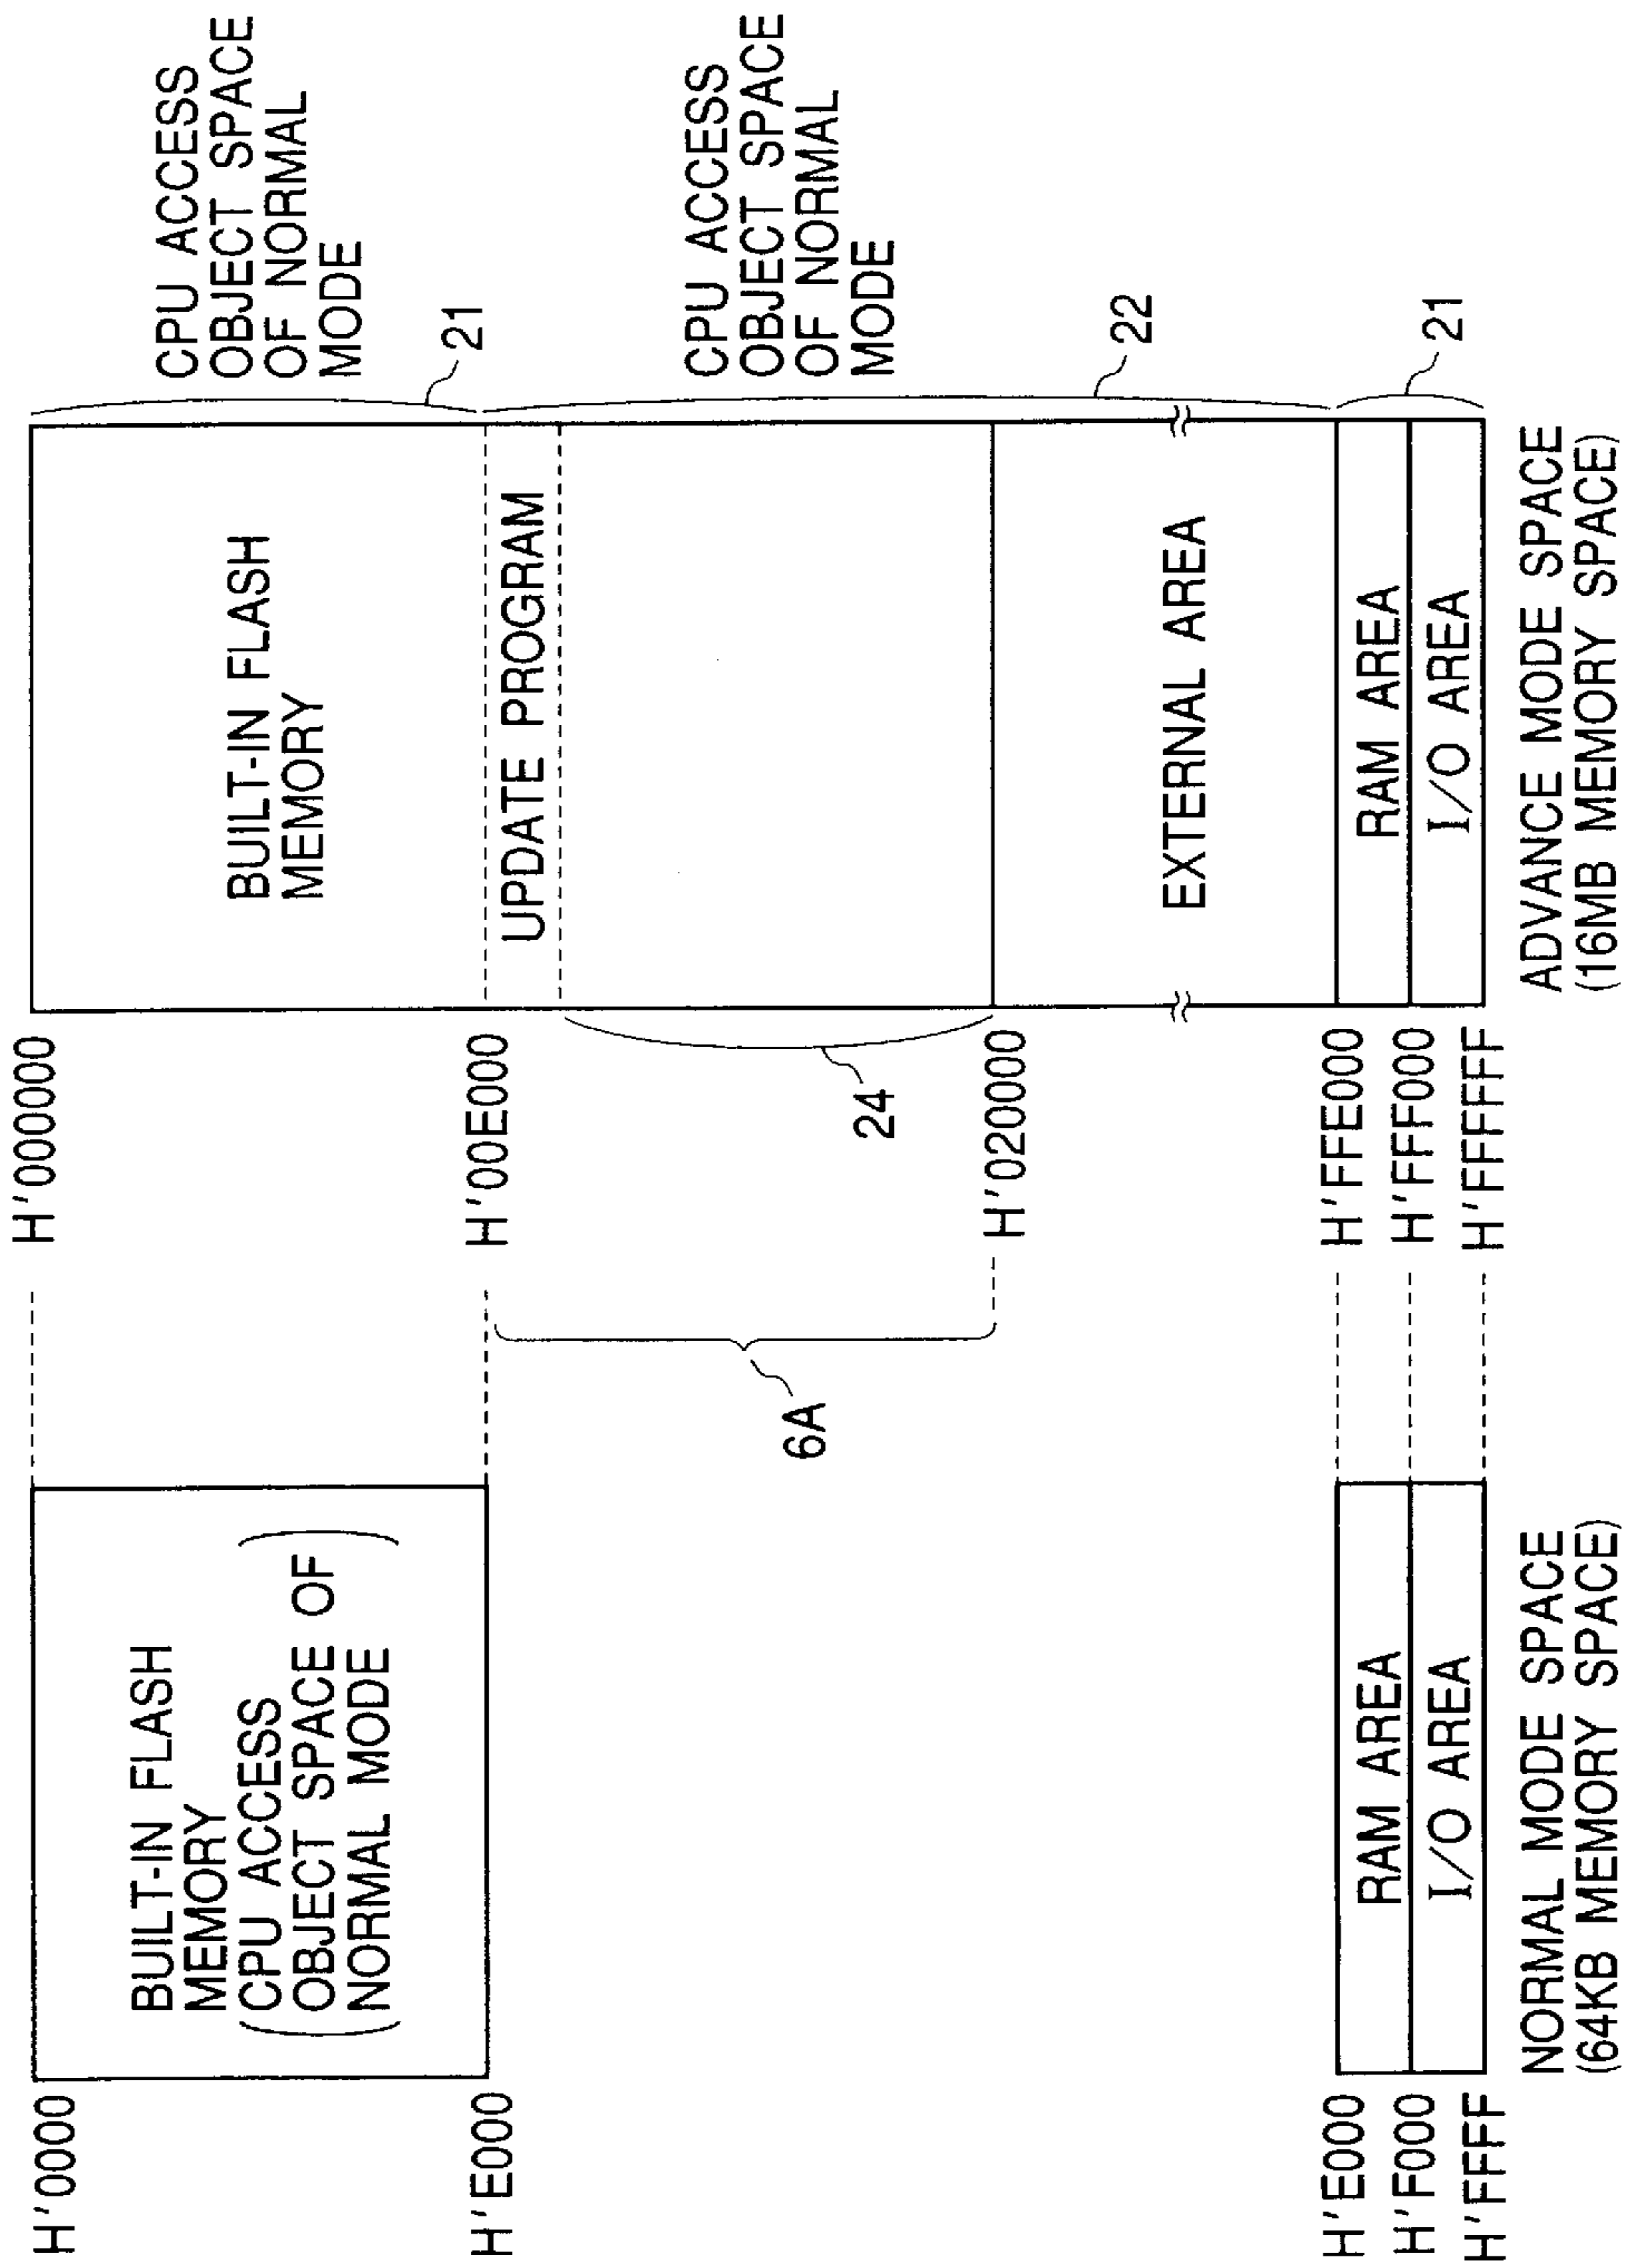 H'0000
BUILT-IN FLASH
MEMORY
CPU ACCESS
OBJECT SPACE OF
NORMAL MODE
H'E000
H'E000
RAM AREA
H'F000
I/O AREA
H'FFFF
NORMAL MODE SPACE
(64KB MEMORY SPACE)
6A
H'000000
BUILT-IN FLASH
MEMORY
H'00E000
UPDATE PROGRAM
24
H'020000
EXTERNAL AREA
H'FFE000
RAM AREA
H'FFF000
I/O AREA
H'FFFFFF
ADVANCE MODE SPACE
(16MB MEMORY SPACE)
CPU ACCESS
OBJECT SPACE
OF NORMAL
MODE
21
CPU ACCESS
OBJECT SPACE
OF NORMAL
MODE
22
21